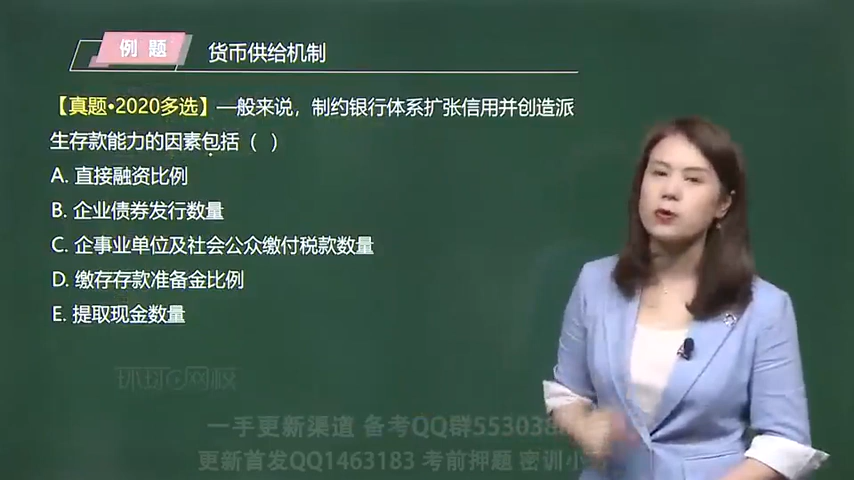 例 题
货币供给机制
【真题•2020多选】一般来说，制约银行体系扩张信用并创造派
生存款能力的因素包括（ ）
A. 直接融资比例
B. 企业债券发行数量
C. 企事业单位及社会公众缴付税款数量
D. 缴存存款准备金比例
E. 提取现金数量
环球网校
一手更新渠道 备考QQ群55303
更新首发QQ1463183 考前押题 密训小